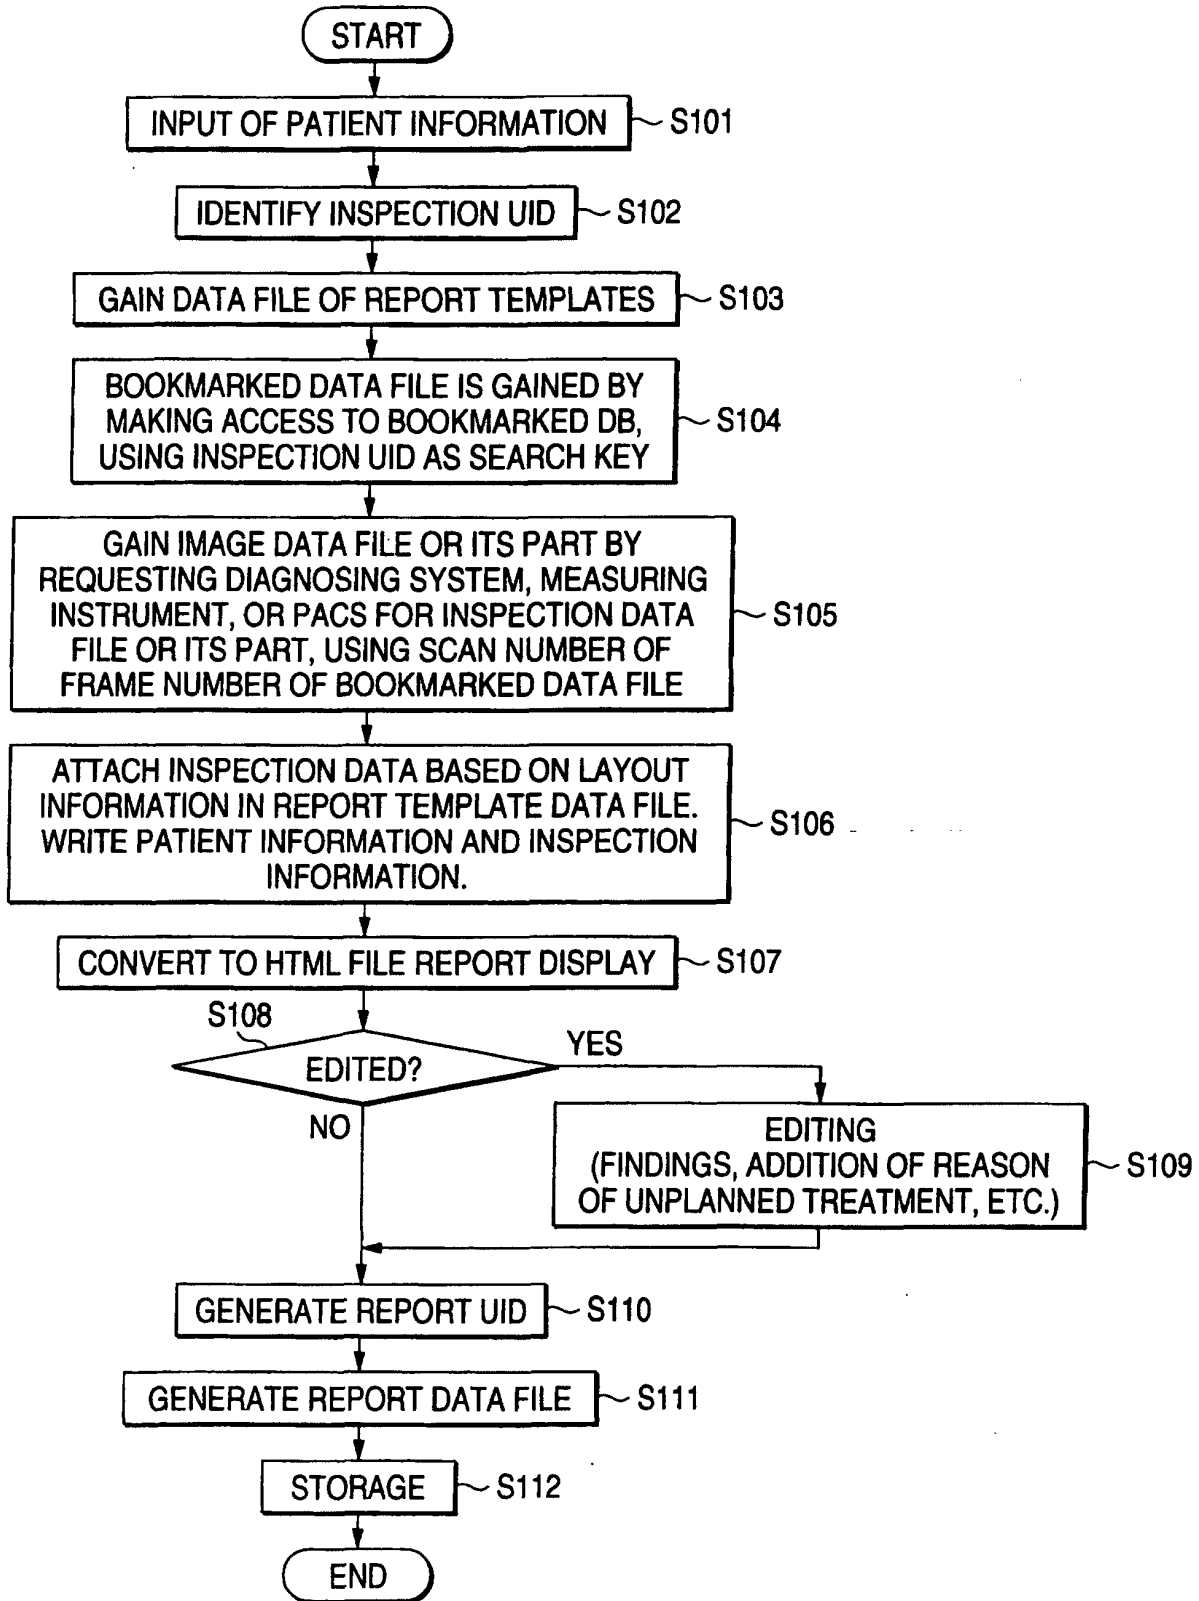 START
INPUT OF PATIENT INFORMATION
S101
IDENTIFY INSPECTION UID
S102
GAIN DATA FILE OF REPORT TEMPLATES
S103
BOOKMARKED DATA FILE IS GAINED BY
MAKING ACCESS TO BOOKMARKED DB,
USING INSPECTION UID AS SEARCH KEY
S104
GAIN IMAGE DATA FILE OR ITS PART BY
REQUESTING DIAGNOSING SYSTEM, MEASURING
INSTRUMENT, OR PACS FOR INSPECTION DATA
FILE OR ITS PART, USING SCAN NUMBER OF
FRAME NUMBER OF BOOKMARKED DATA FILE
S105
ATTACH INSPECTION DATA BASED ON LAYOUT
INFORMATION IN REPORT TEMPLATE DATA FILE.
WRITE PATIENT INFORMATION AND INSPECTION
INFORMATION.
S106
CONVERT TO HTML FILE REPORT DISPLAY
S107
S108
EDITED?
YES
NO
EDITING
(FINDINGS, ADDITION OF REASON
OF UNPLANNED TREATMENT, ETC.)
S109
GENERATE REPORT UID
S110
GENERATE REPORT DATA FILE
S111
STORAGE
S112
END